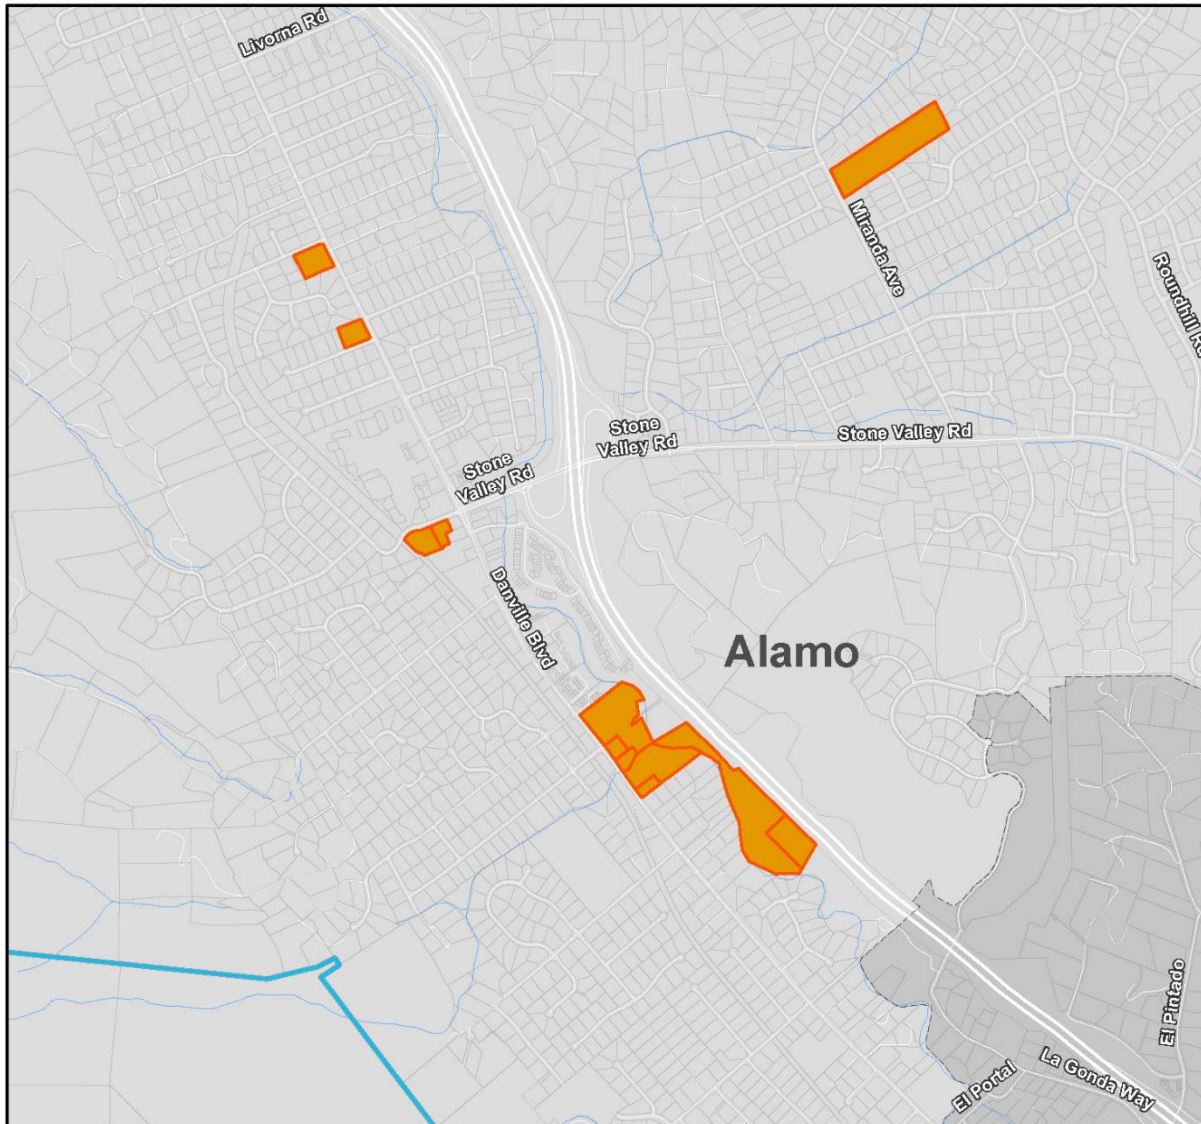 Livorna Rd
Miranda Ave
Roundhill Rd
Stone
Valley Rd
Stone Valley Rd
Stone
Valley Rd
Danville Blvd
Alamo
El Pintado
La Gonda Way
El Portal